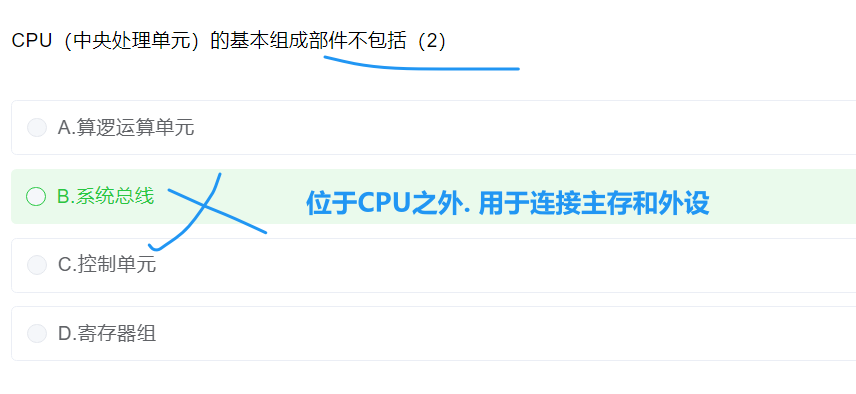 CPU（中央处理单元）的基本组成部件不包括（2）
A.算逻运算单元
B.系统总线
位于CPU之外. 用于连接主存和外设
C.控制单元
D.寄存器组